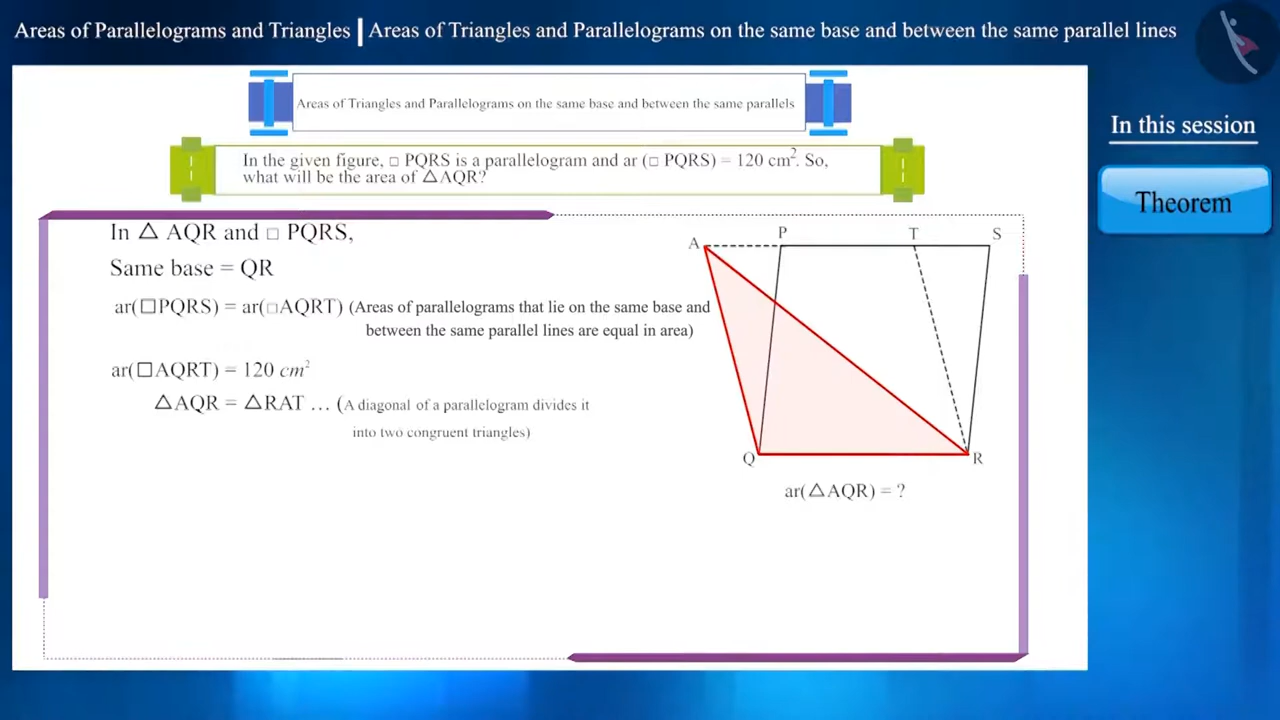 Areas of Parallelograms and Triangles | Areas of Triangles and Parallelograms on the same base and between the same parallel lines
In this session
Theorem
Areas of Triangles and Parallelograms on the same base and between the same parallels
In the given figure, □ PQRS is a parallelogram and ar (□ PQRS) = 120 cm². So,
what will be the area of △AQR?
In △ AQR and □ PQRS,
Same base = QR
ar(□PQRS) = ar(□AQRT) (Areas of parallelograms that lie on the same base and
between the same parallel lines are equal in area)
ar(□AQRT) = 120 cm²
△AQR = △RAT … (A diagonal of a parallelogram divides it
into two congruent triangles)
A P T S
Q R
ar(△AQR) = ?